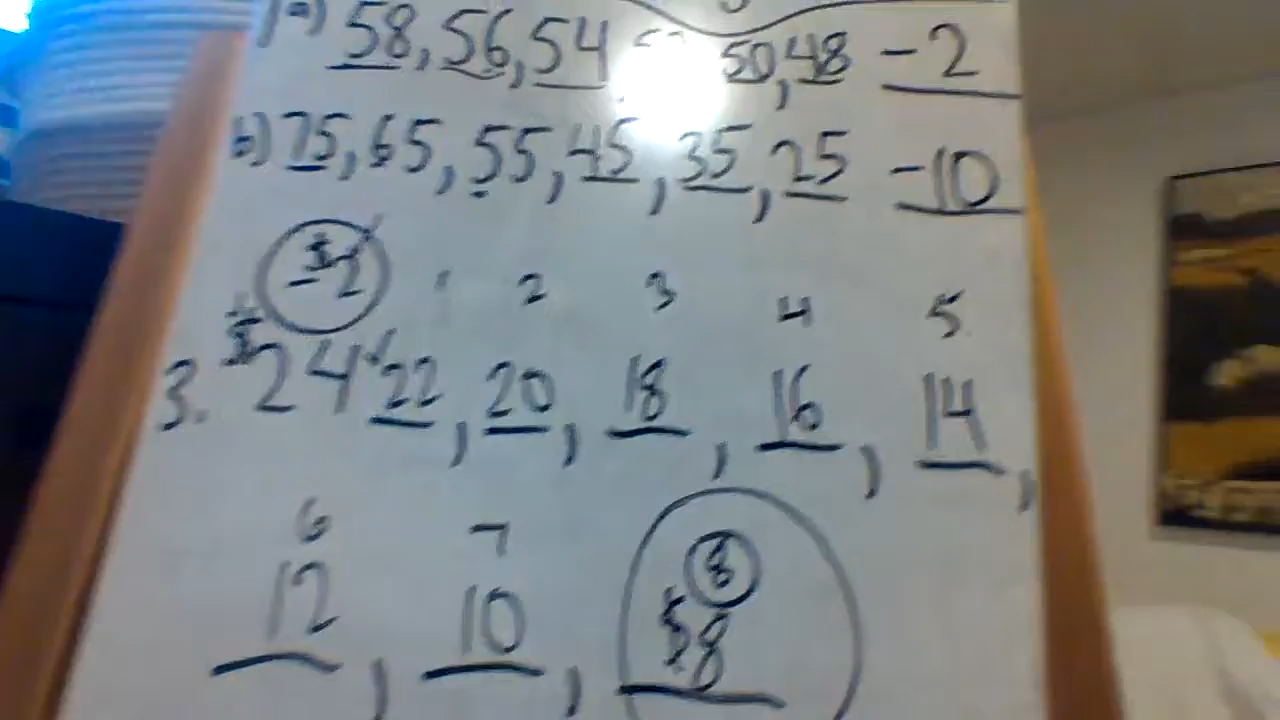 a) 58, 56, 54 50, 48 -2
b) 75, 65, 55, 45, 35, 25 -10
-$2 1 2 3 4 5
3. $24 22, 20, 18, 16, 14,
6 7 8
12, 10, $8